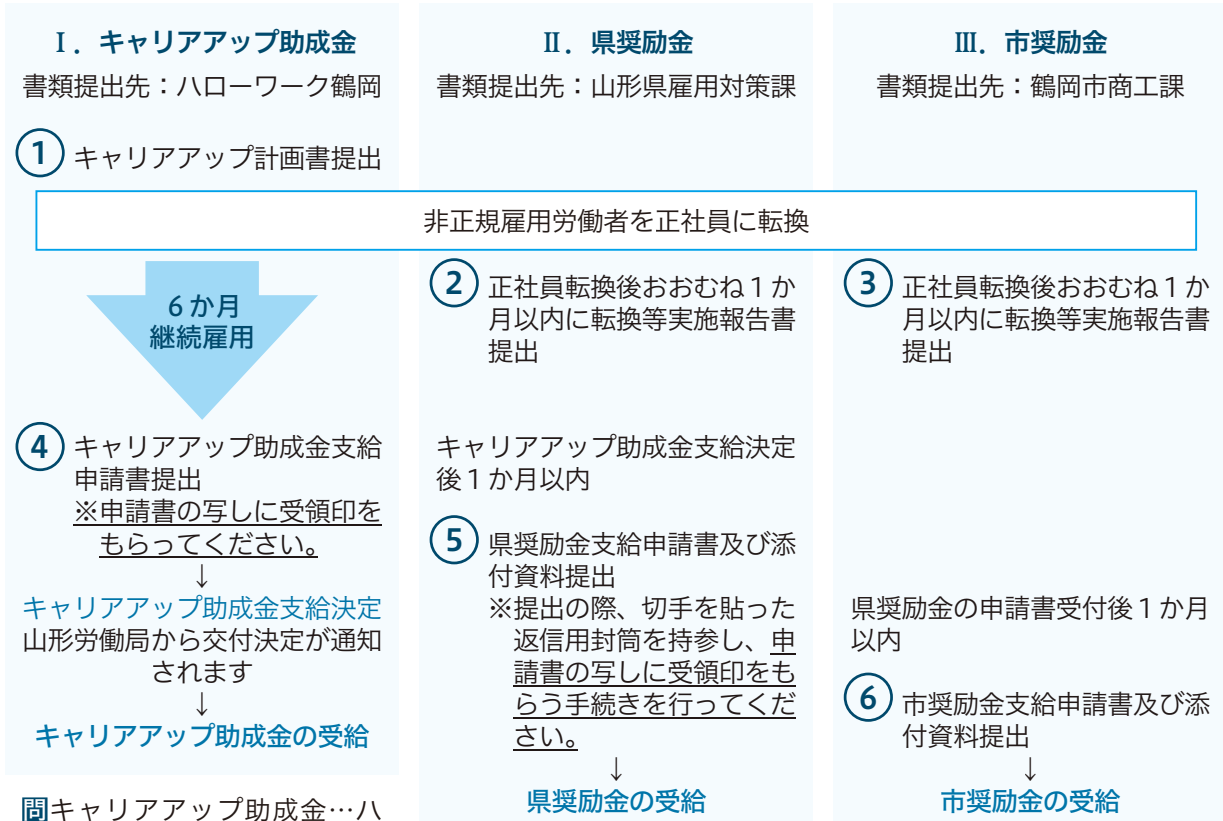 Ⅰ．キャリアアップ助成金
書類提出先：ハローワーク鶴岡
① キャリアアップ計画書提出
Ⅱ．県奨励金
書類提出先：山形県雇用対策課
Ⅲ．市奨励金
書類提出先：鶴岡市商工課
非正規雇用労働者を正社員に転換
6か月
継続雇用
④ キャリアアップ助成金支給
申請書提出
※申請書の写しに受領印を
もらってください。
↓
キャリアアップ助成金支給決定
山形労働局から交付決定が通知
されます
↓
キャリアアップ助成金の受給
問キャリアアップ助成金…ハ
② 正社員転換後おおむね１か
月以内に転換等実施報告書
提出
キャリアアップ助成金支給決定
後１か月以内
⑤ 県奨励金支給申請書及び添
付資料提出
※提出の際、切手を貼った
返信用封筒を持参し、申
請書の写しに受領印をも
らう手続きを行ってくだ
さい。
↓
県奨励金の受給
③ 正社員転換後おおむね１か
月以内に転換等実施報告書
提出
県奨励金の申請書受付後１か月
以内
⑥ 市奨励金支給申請書及び添
付資料提出
↓
市奨励金の受給